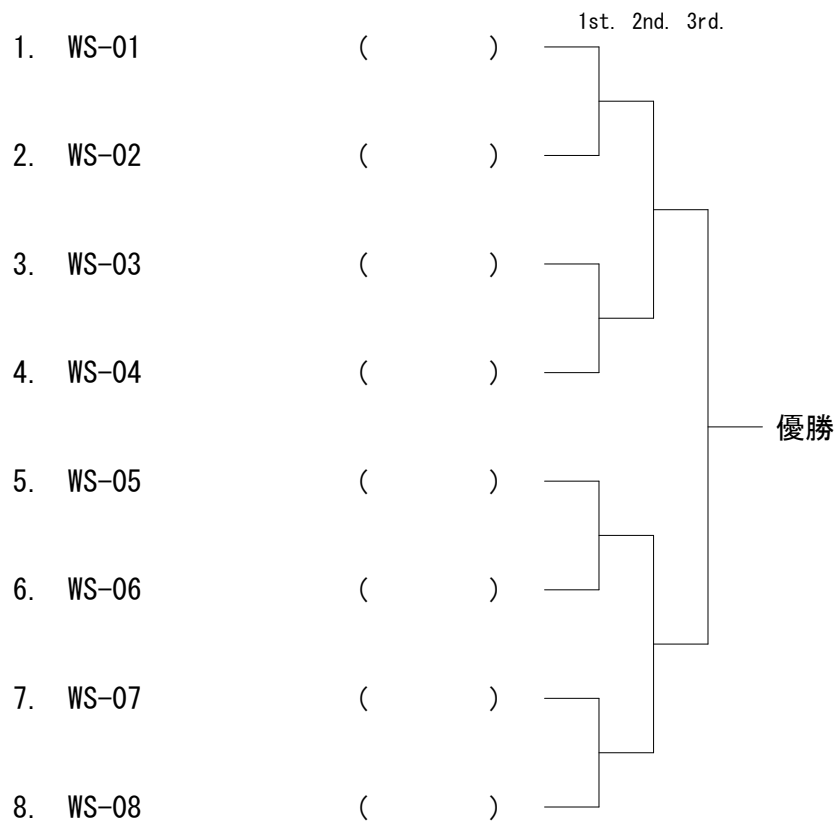 1st. 2nd. 3rd.
1. WS-01 ( )
2. WS-02 ( )
3. WS-03 ( )
4. WS-04 ( )
優勝
5. WS-05 ( )
6. WS-06 ( )
7. WS-07 ( )
8. WS-08 ( )